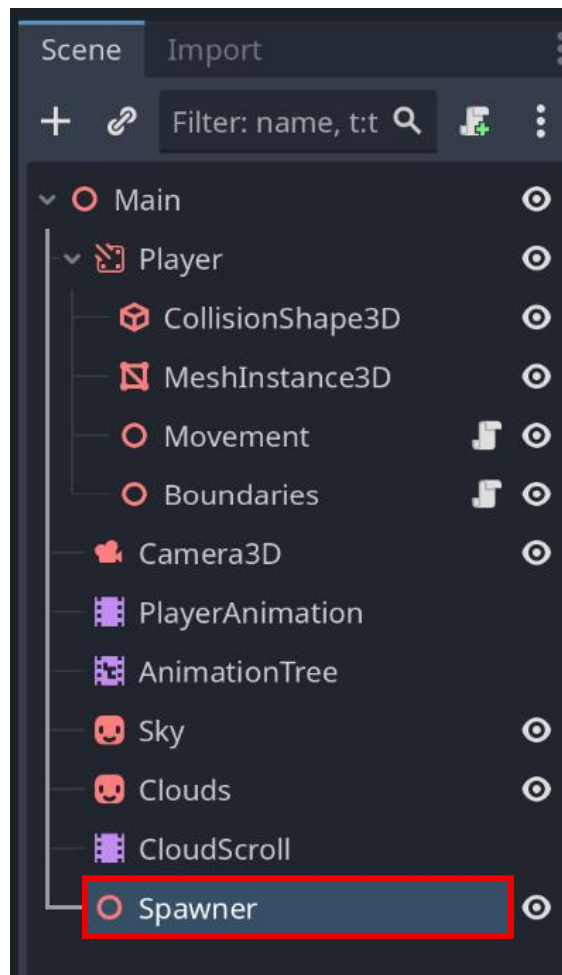 Scene Import
Filter: name, t:t
Main
Player
CollisionShape3D
MeshInstance3D
Movement
Boundaries
Camera3D
PlayerAnimation
AnimationTree
Sky
Clouds
CloudScroll
Spawner